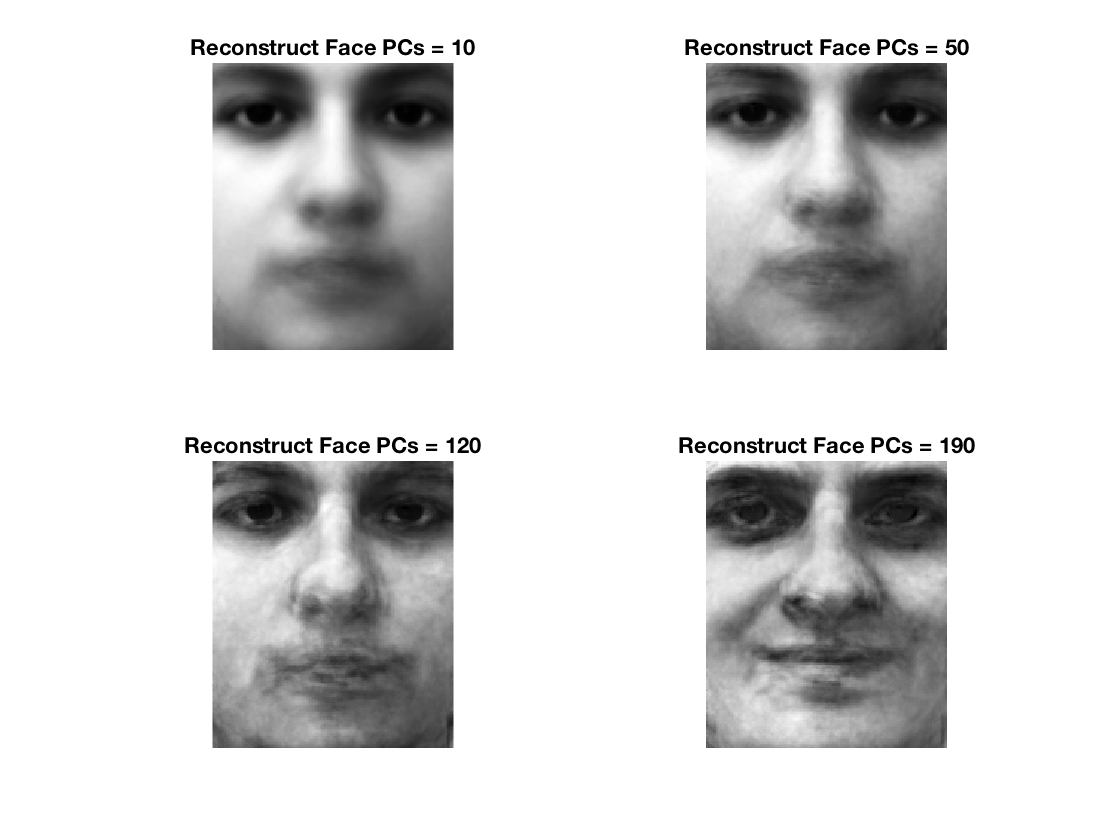 Reconstruct Face PCs = 10
Reconstruct Face PCs = 50
Reconstruct Face PCs = 120
Reconstruct Face PCs = 190